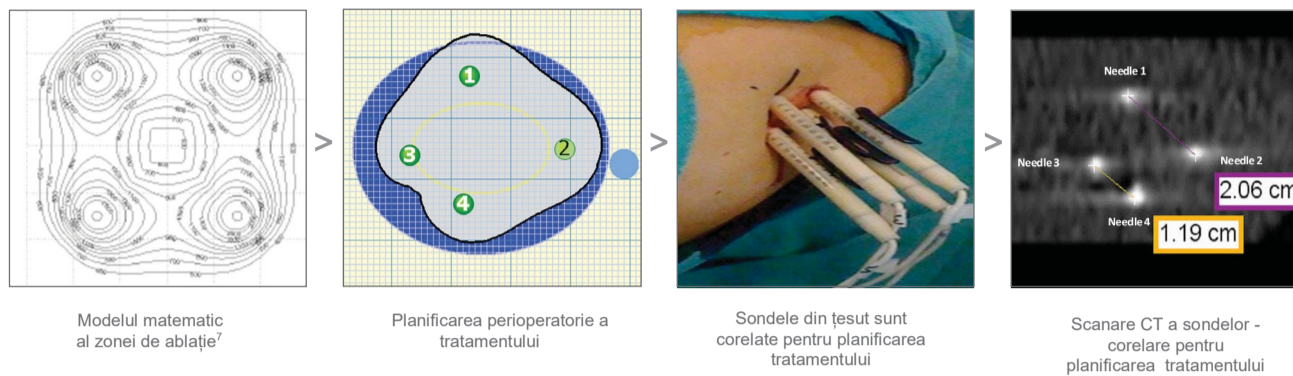 1
2
3
4
Needle 1
Needle 3
Needle 2
2.06 cm
Needle 4
1.19 cm
>
>
>
Modelul matematic
al zonei de ablație7
Planificarea perioperatorie a
tratamentului
Sondele din țesut sunt
corelate pentru planificarea
tratamentului
Scanare CT a sondelor -
corelare pentru
planificarea tratamentului